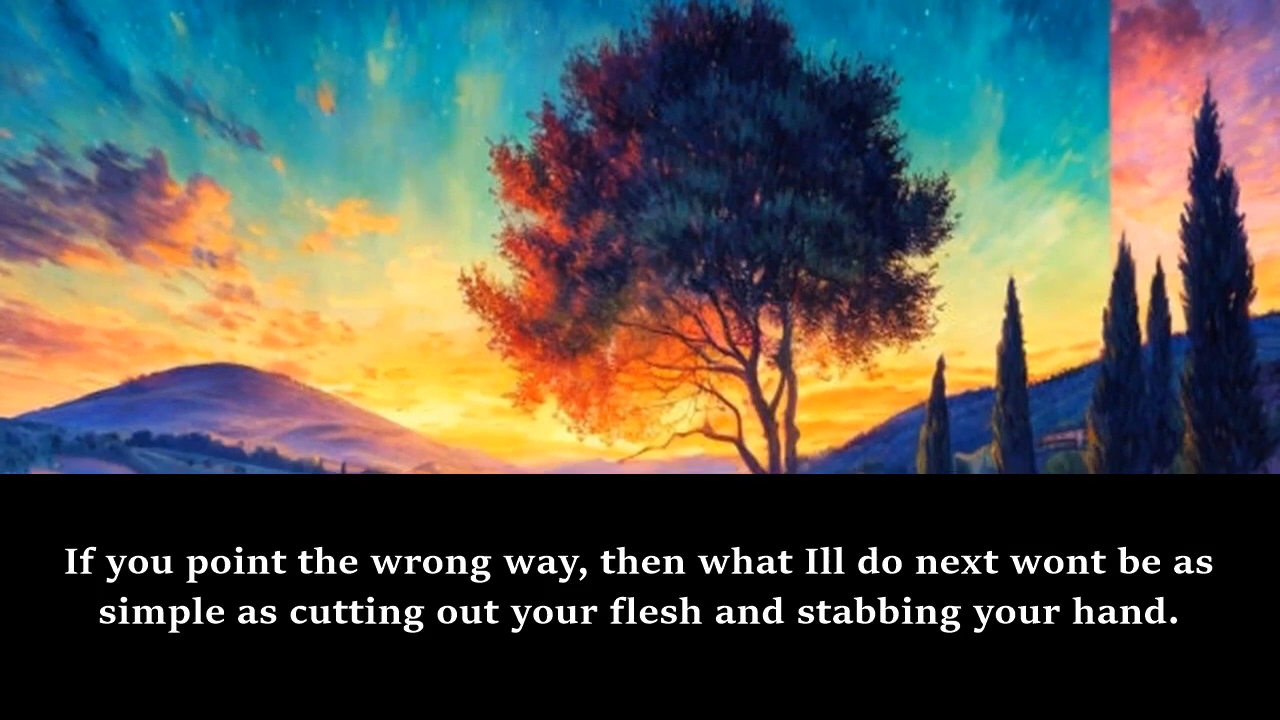 If you point the wrong way, then what Ill do next wont be as
simple as cutting out your flesh and stabbing your hand.